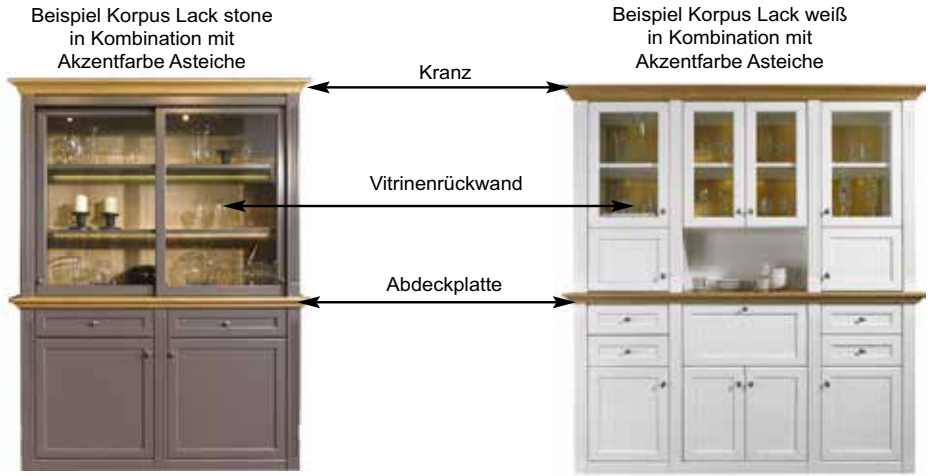 Beispiel Korpus Lack stone
in Kombination mit
Akzentfarbe Asteiche
Beispiel Korpus Lack weiß
in Kombination mit
Akzentfarbe Asteiche
Kranz
Vitrinenrückwand
Abdeckplatte